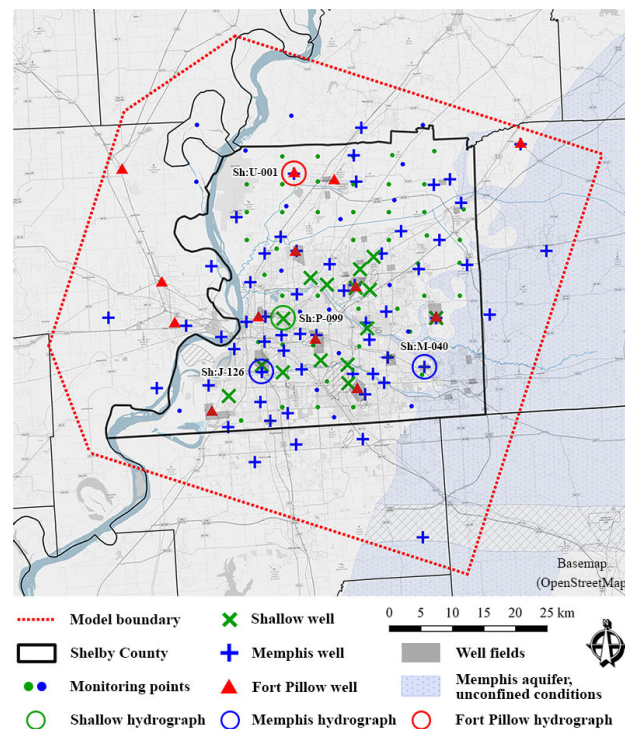 Sh:U-001
Sh:P-099
Sh:M-040
Sh:J-126
Basemap
(OpenStreetMap
Model boundary
Shallow well
0 5 10 15 20 25 km
Shelby County
Memphis well
Well fields
Monitoring points
Fort Pillow well
Memphis aquifer,
unconfined conditions
Shallow hydrograph
Memphis hydrograph
Fort Pillow hydrograph